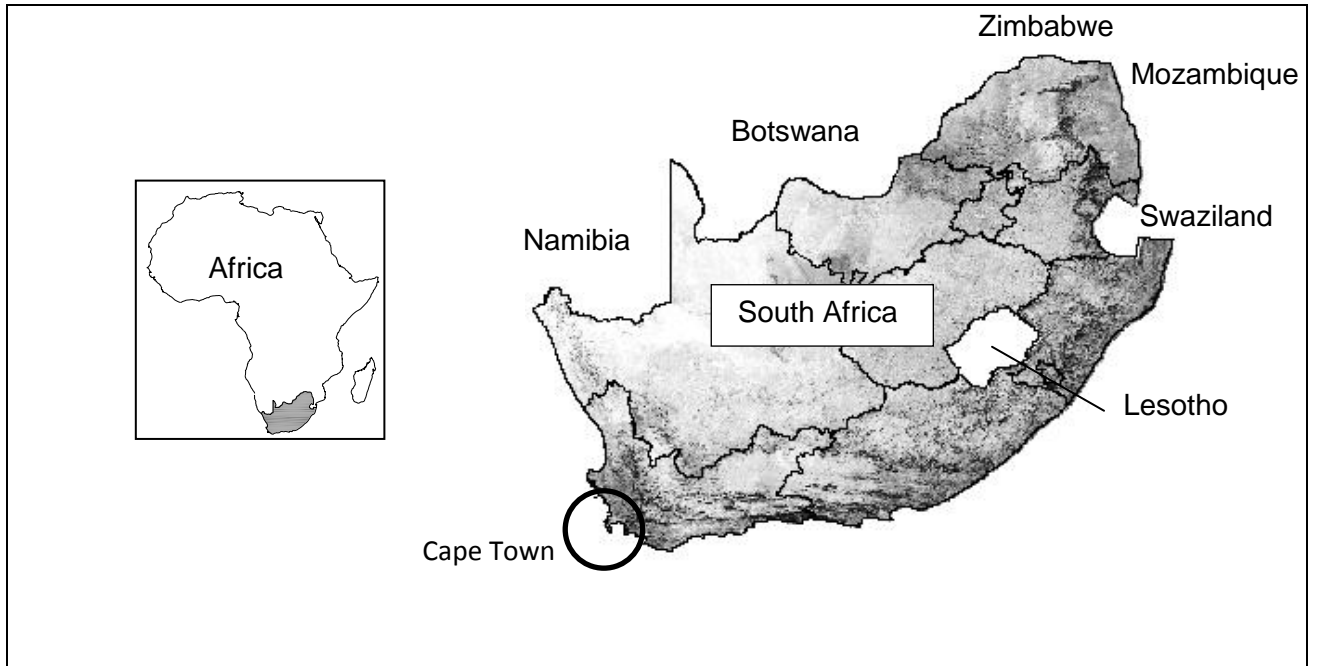 Zimbabwe
Mozambique
Botswana
Swaziland
Namibia
Africa
South Africa
Lesotho
Cape Town